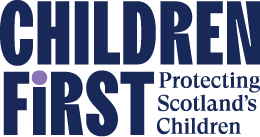 CHILDREN
FiRST
Protecting
Scotland's
Children